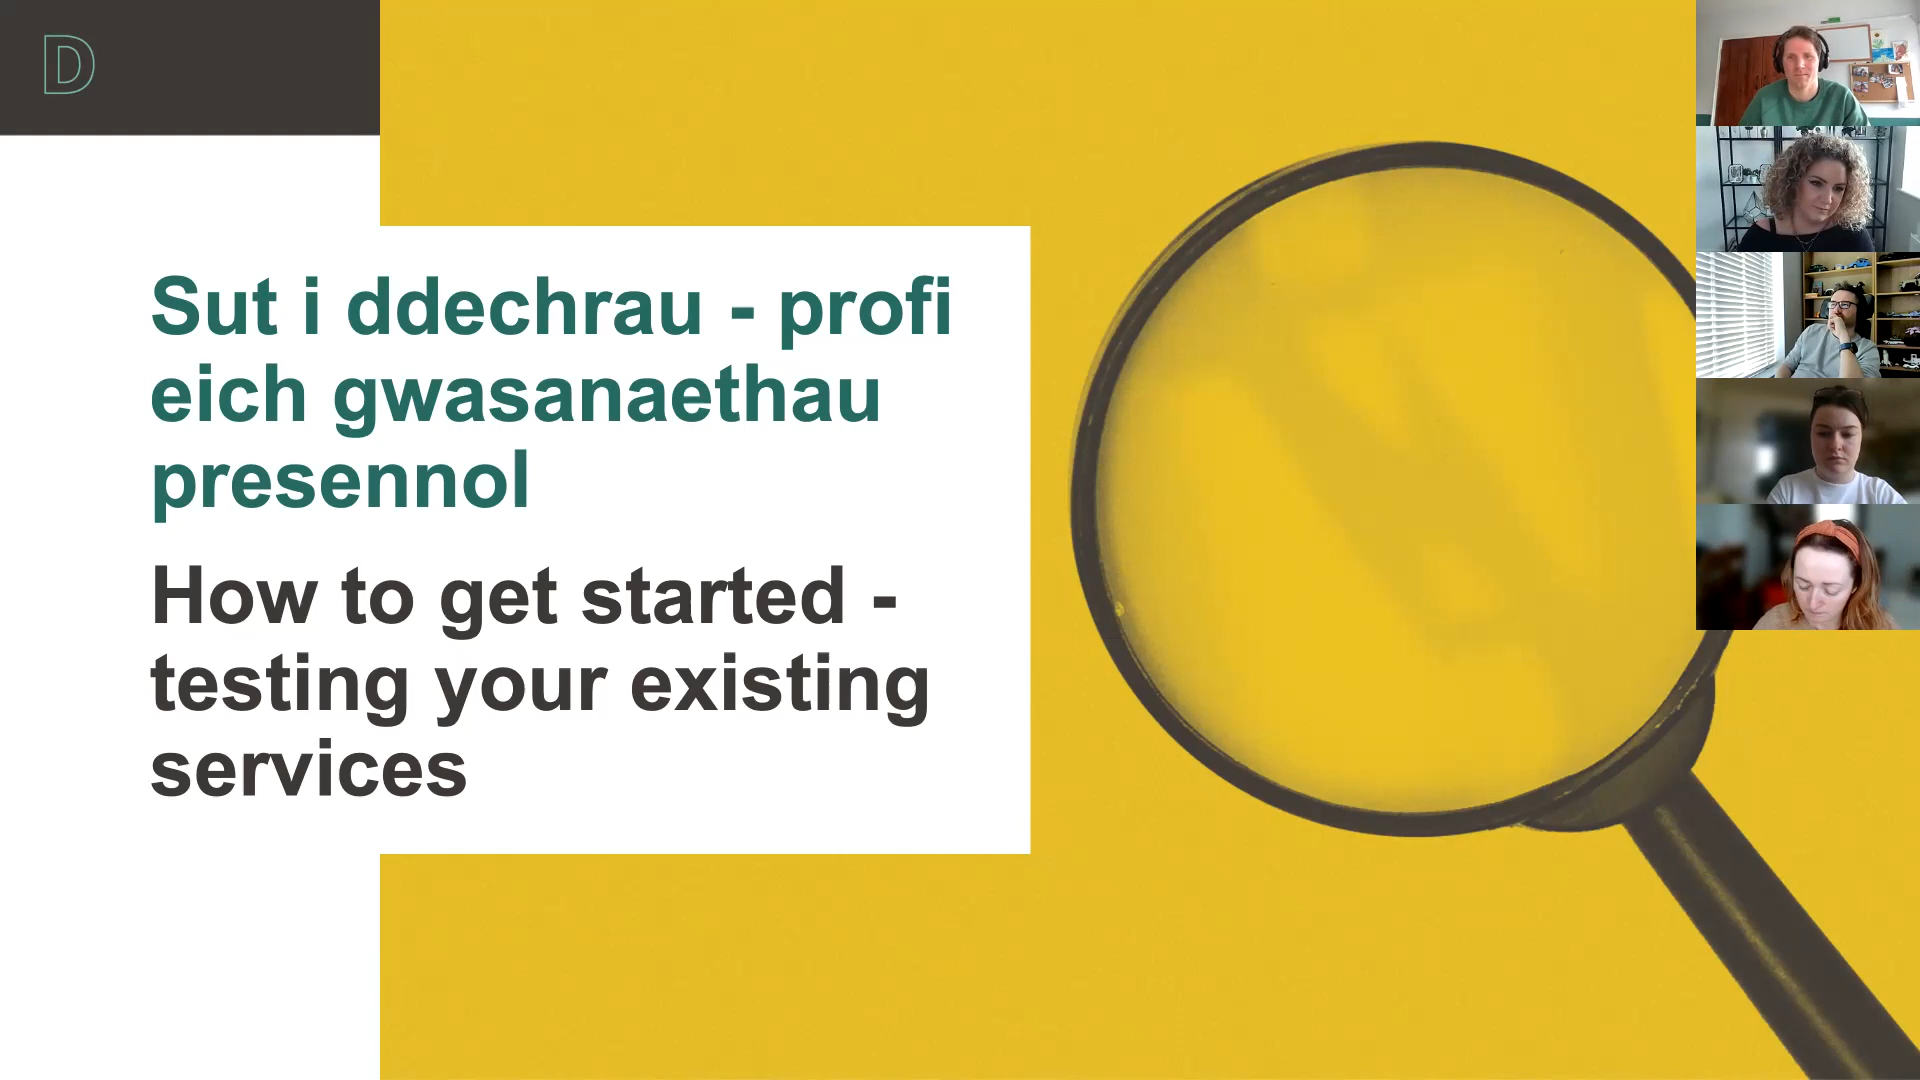 D
Sut i ddechrau - profi
eich gwasanaethau
presennol
How to get started -
testing your existing
services